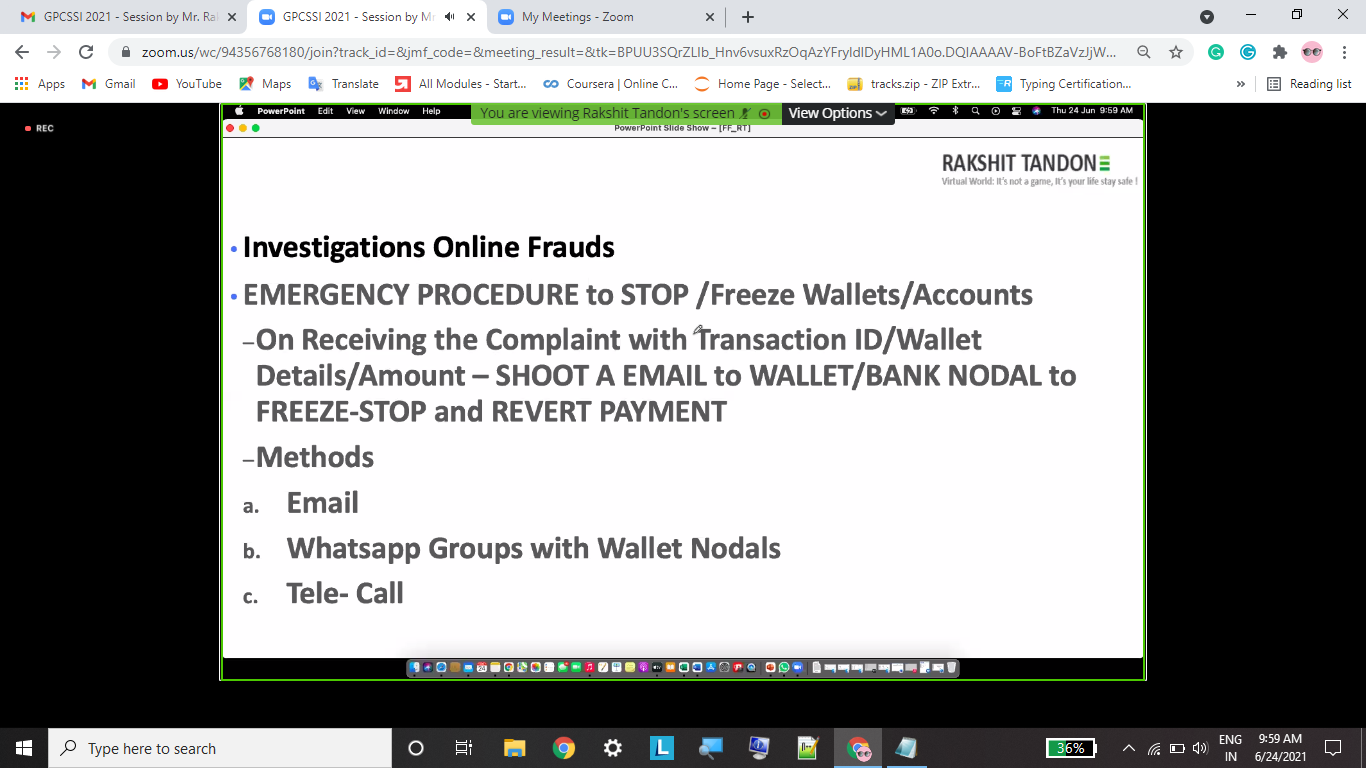 GPCSSI 2021 - Session by Mr. Ra
GPCSSI 2021 - Session by Mr
My Meetings - Zoom
zoom.us/wc/94356768180/join?track_id=&jmf_code=&meeting_result=&tk=BPUU3SQrZLIb_Hnv6vsuxRzOqAzYFryIdIDyHML1A0o.DQIAAAAV-BoFtBZaVzJjW...
Apps
Gmail
YouTube
Maps
Translate
All Modules - Start...
Coursera | Online C...
Home Page - Select...
tracks.zip - ZIP Extr...
Typing Certification...
»
Reading list
REC
PowerPoint Edit View Window Help
You are viewing Rakshit Tandon's screen
View Options
Thu 24 Jun 9:59 AM
PowerPoint Slide Show – [FF_RT]
RAKSHIT TANDON
Virtual World: It's not a game, It's your life stay safe !
• Investigations Online Frauds
• EMERGENCY PROCEDURE to STOP /Freeze Wallets/Accounts
–On Receiving the Complaint with Transaction ID/Wallet
Details/Amount – SHOOT A EMAIL to WALLET/BANK NODAL to
FREEZE-STOP and REVERT PAYMENT
–Methods
a. Email
b. Whatsapp Groups with Wallet Nodals
c. Tele- Call
Type here to search
36%
ENG
IN
9:59 AM
6/24/2021